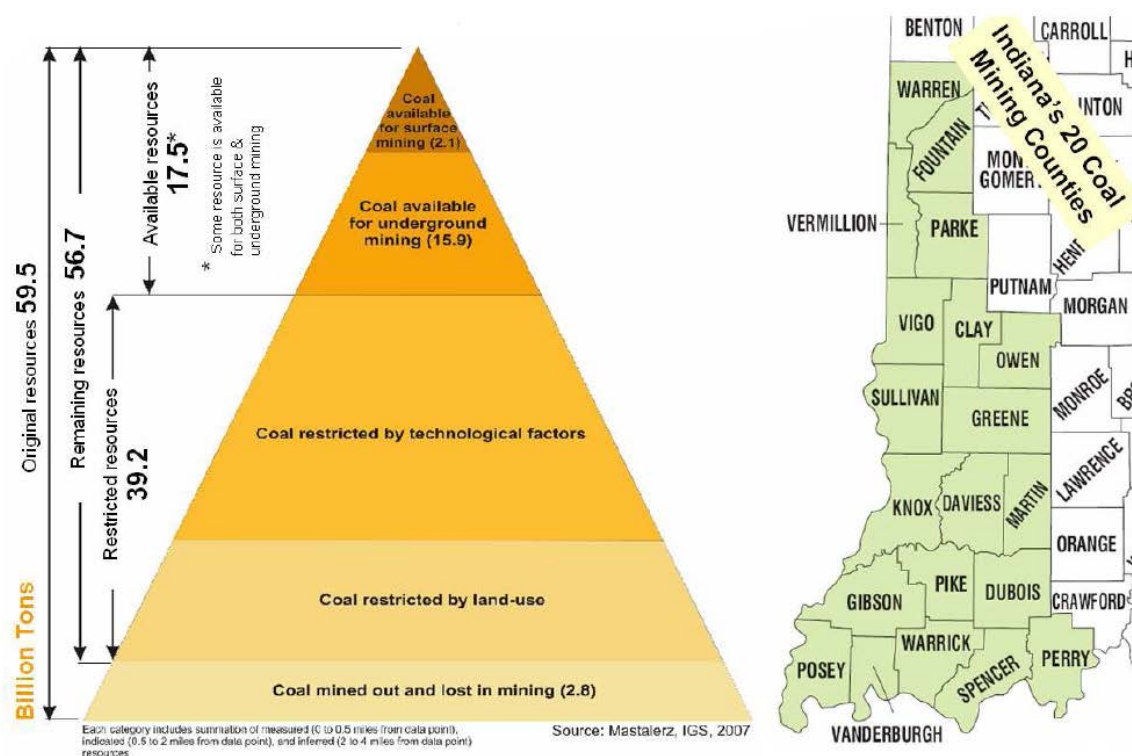 Billion Tons
Original resources 59.5
Remaining resources 56.7
Available resources
17.5*
* Some resource is available
for both surface &
underground mining
Restricted resources
39.2
Coal
available
for surface
mining (2.1)
Coal available
for underground
mining (15.9)
Coal restricted by technological factors
Coal restricted by land-use
Coal mined out and lost in mining (2.8)
Each category includes summation of measured (0 to 0.5 miles from data point),
indicated (0.5 to 2 miles from data point), and inferred (2 to 4 miles from data point)
resources
Source: Mastalerz, IGS, 2007
Indiana's 20 Coal
Mining Counties
BENTON
CARROLL
WARREN
FOUNTAIN
VERMILLION
PARKE
PUTNAM
MORGAN
VIGO
CLAY
OWEN
MONROE
SULLIVAN
GREENE
LAWRENCE
KNOX
DAVIESS
MARTIN
ORANGE
GIBSON
PIKE
DUBOIS
CRAWFORD
POSEY
WARRICK
SPENCER
PERRY
VANDERBURGH